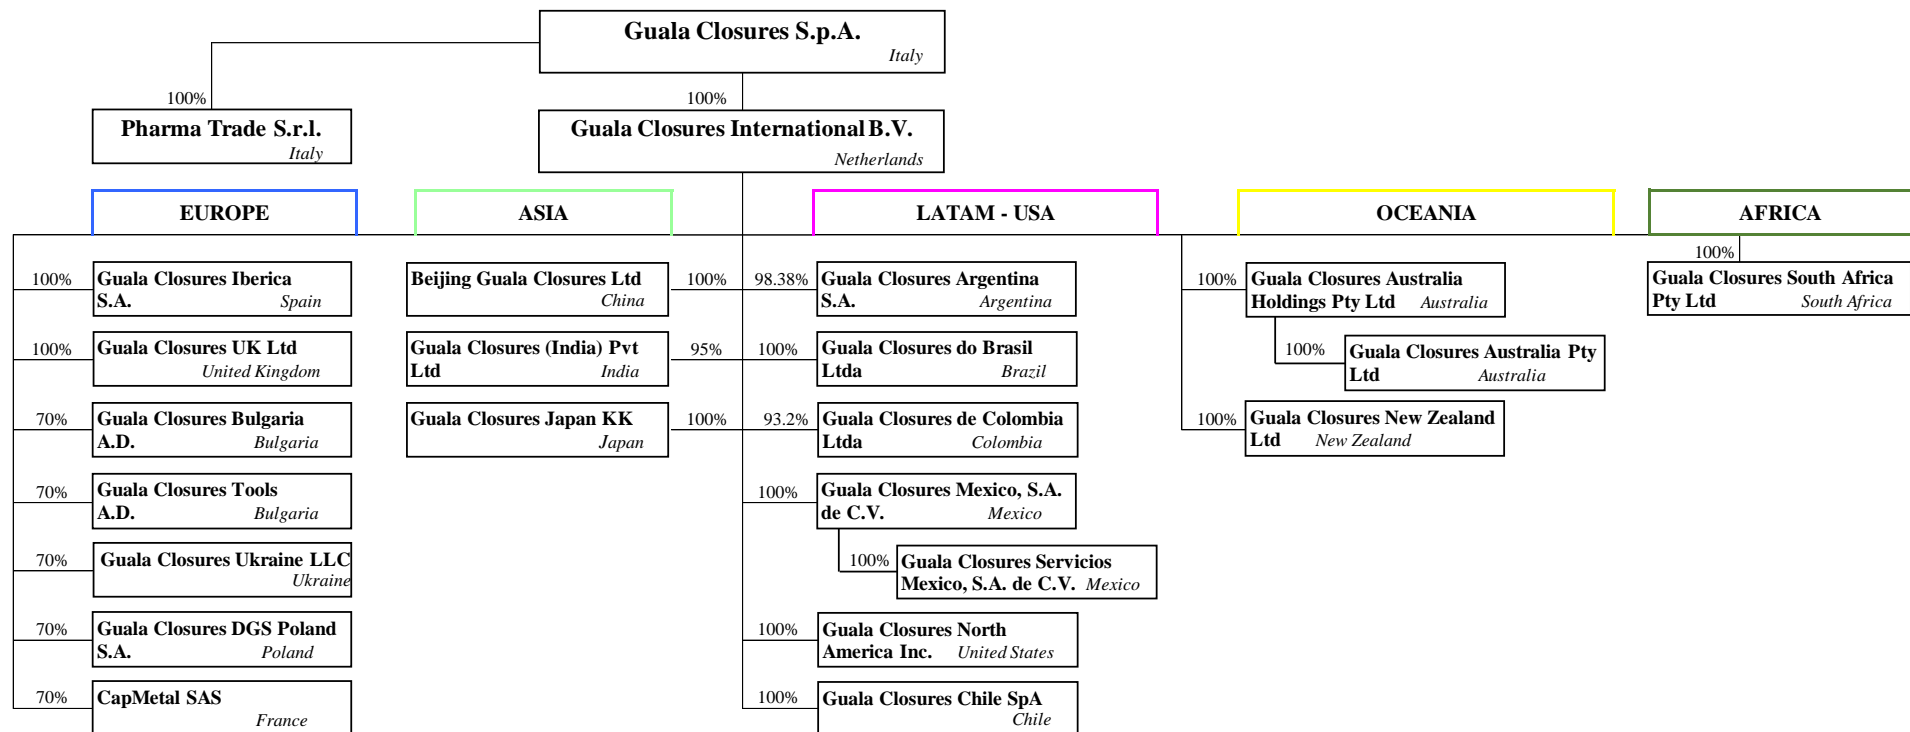 Guala Closures S.p.A.
Italy
100%
100%
Pharma Trade S.r.l.
Italy
Guala Closures International B.V.
Netherlands
EUROPE
ASIA
LATAM - USA
OCEANIA
AFRICA
100%
Guala Closures Iberica
S.A. Spain
100%
Guala Closures UK Ltd
United Kingdom
70%
Guala Closures Bulgaria
A.D. Bulgaria
70%
Guala Closures Tools
A.D. Bulgaria
70%
Guala Closures Ukraine LLC
Ukraine
70%
Guala Closures DGS Poland
S.A. Poland
70%
CapMetal SAS
France
Beijing Guala Closures Ltd
China
100%
Guala Closures (India) Pvt
Ltd India
95%
Guala Closures Japan KK
Japan
100%
98.38%
Guala Closures Argentina
S.A. Argentina
100%
Guala Closures do Brasil
Ltda Brazil
93.2%
Guala Closures de Colombia
Ltda Colombia
100%
Guala Closures Mexico, S.A.
de C.V. Mexico
100%
Guala Closures Servicios
Mexico, S.A. de C.V. Mexico
100%
Guala Closures North
America Inc. United States
100%
Guala Closures Chile SpA
Chile
100%
Guala Closures Australia
Holdings Pty Ltd Australia
100%
Guala Closures Australia Pty
Ltd Australia
100%
Guala Closures New Zealand
Ltd New Zealand
100%
Guala Closures South Africa
Pty Ltd South Africa